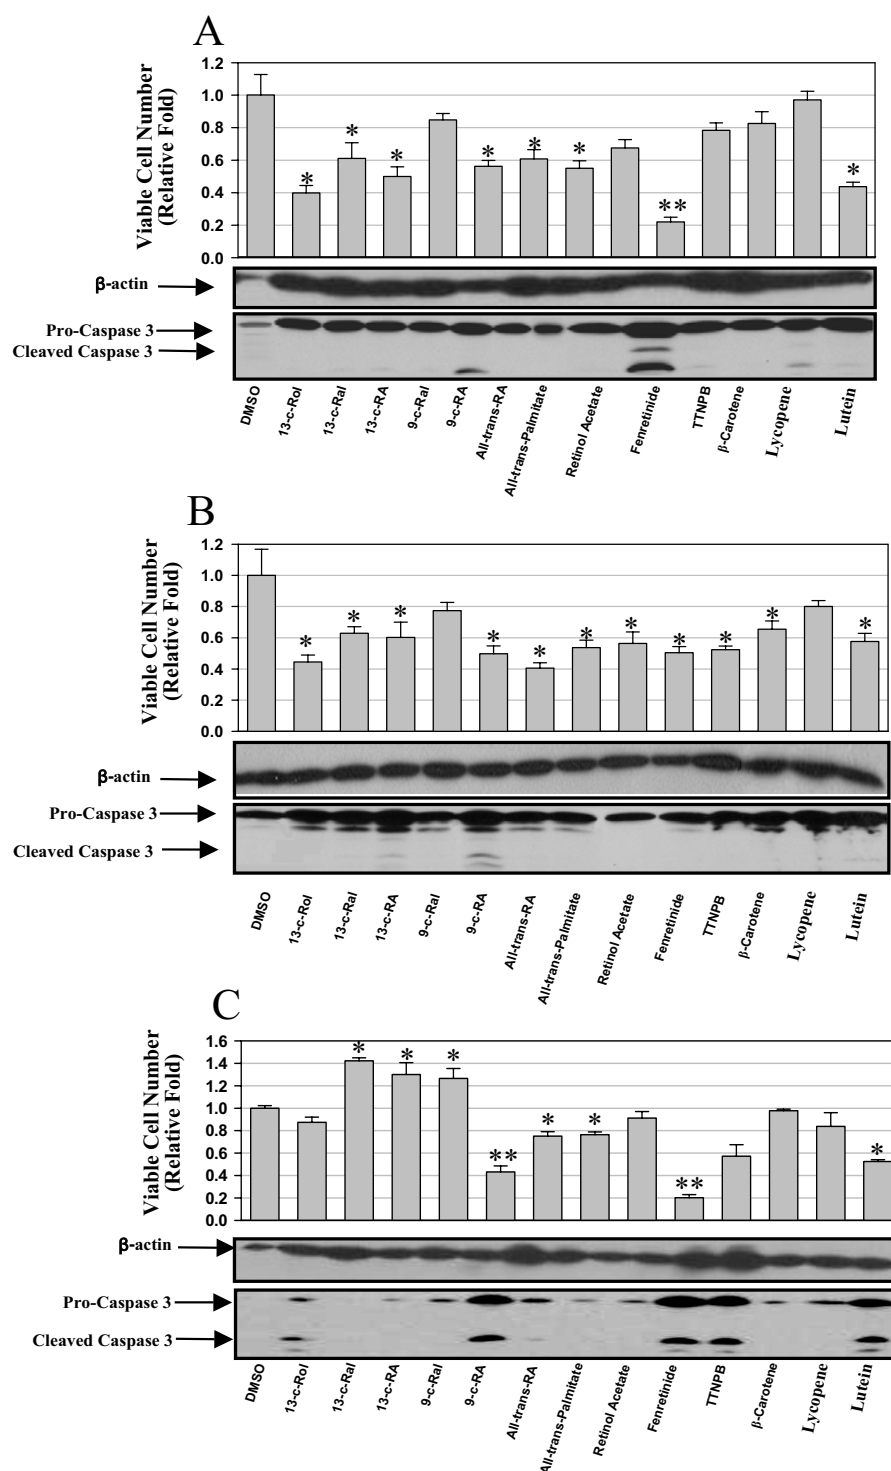 A
Viable Cell Number
(Relative Fold)
1.2
1.0
0.8
0.6
0.4
0.2
0.0
* * * * * * ** *
β-actin
Pro-Caspase 3
Cleaved Caspase 3
DMSO
13-c-Rol
13-c-Ral
13-c-RA
9-c-Ral
9-c-RA
All-trans-RA
All-trans-Palmitate
Retinol Acetate
Fenretinide
TTNPB
β-Carotene
Lycopene
Lutein
B
Viable Cell Number
(Relative Fold)
1.2
1.0
0.8
0.6
0.4
0.2
0.0
* * * * * * * * * * *
β-actin
Pro-Caspase 3
Cleaved Caspase 3
DMSO
13-c-Rol
13-c-Ral
13-c-RA
9-c-Ral
9-c-RA
All-trans-RA
All-trans-Palmitate
Retinol Acetate
Fenretinide
TTNPB
β-Carotene
Lycopene
Lutein
C
Viable Cell Number
(Relative Fold)
1.6
1.4
1.2
1.0
0.8
0.6
0.4
0.2
0.0
* * * ** * * ** *
β-actin
Pro-Caspase 3
Cleaved Caspase 3
DMSO
13-c-Rol
13-c-Ral
13-c-RA
9-c-Ral
9-c-RA
All-trans-RA
All-trans-Palmitate
Retinol Acetate
Fenretinide
TTNPB
β-Carotene
Lycopene
Lutein